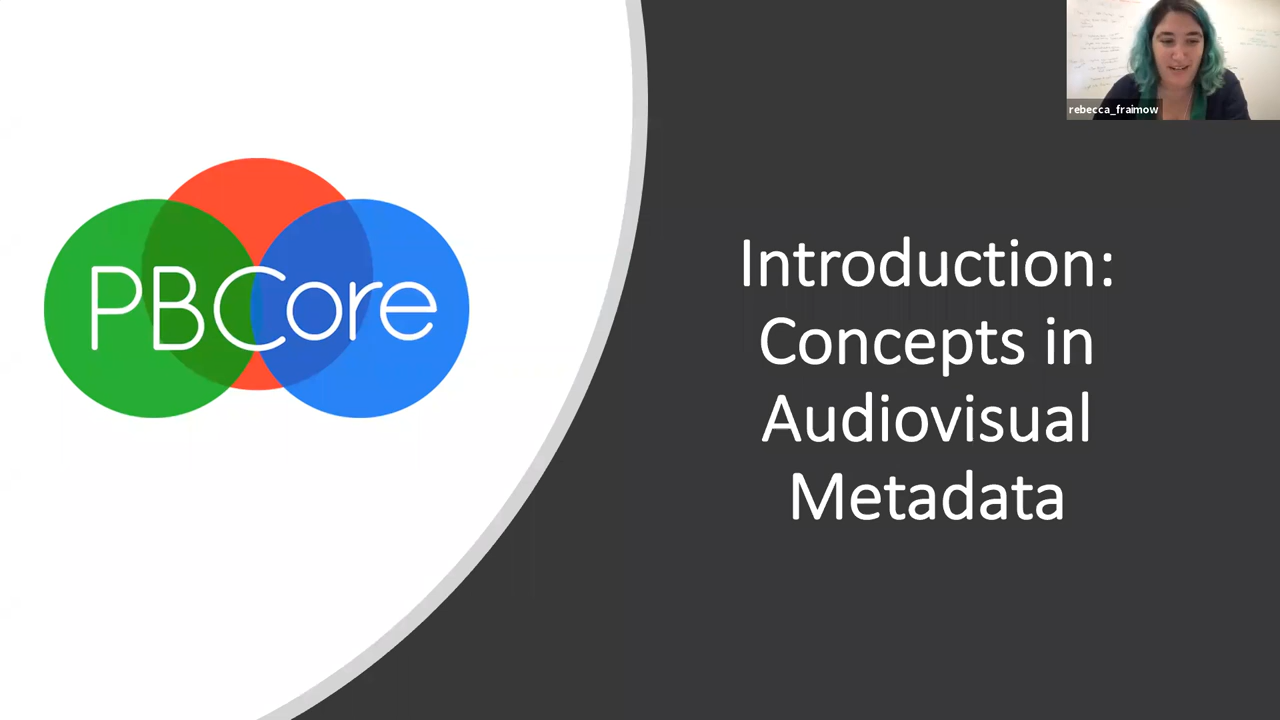 rebecca_fraimow
PBCore
Introduction:
Concepts in
Audiovisual
Metadata